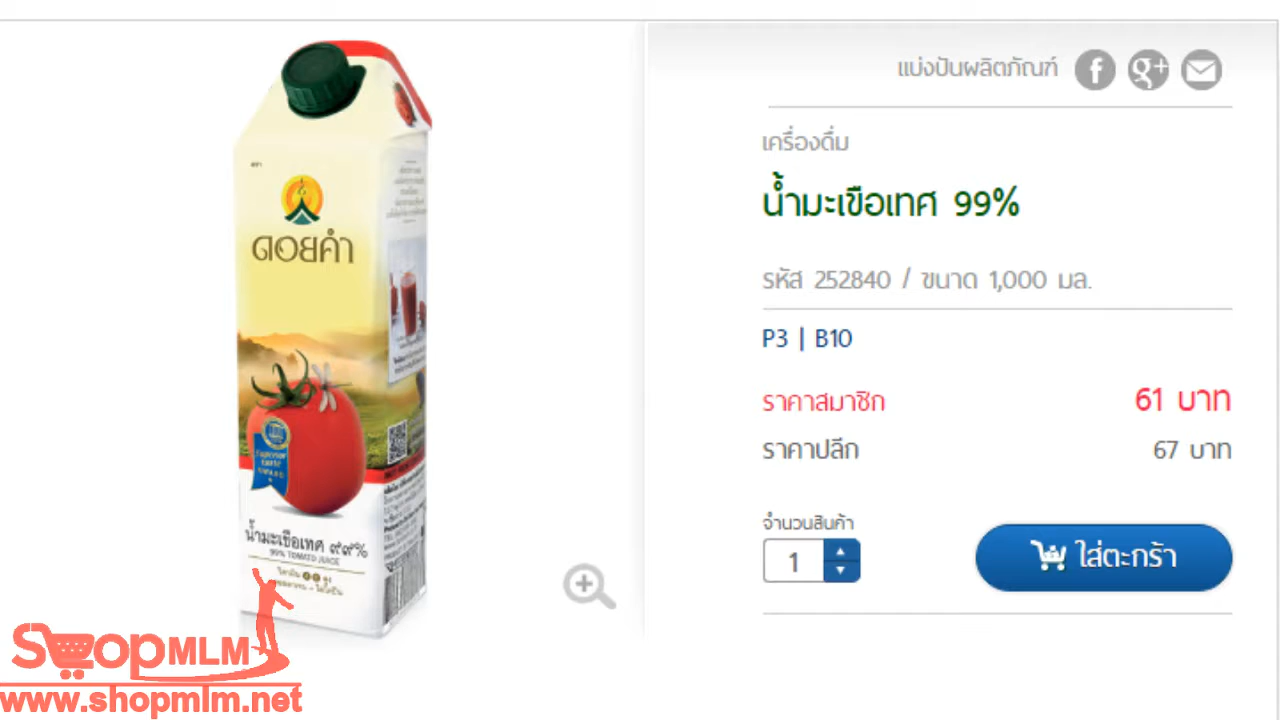 แบ่งปันผลิตภัณฑ์
เครื่องดื่ม
น้ำมะเขือเทศ 99%
รหัส 252840 / ขนาด 1,000 มล.
P3 | B10
ราคาสมาชิก 61 บาท
ราคาปลีก 67 บาท
จำนวนสินค้า
1
ใส่ตะกร้า
ตรา
ดอยคำ
น้ำมะเขือเทศ ๙๙%
99% TOMATO JUICE
SHOPMLM
www.shopmlm.net